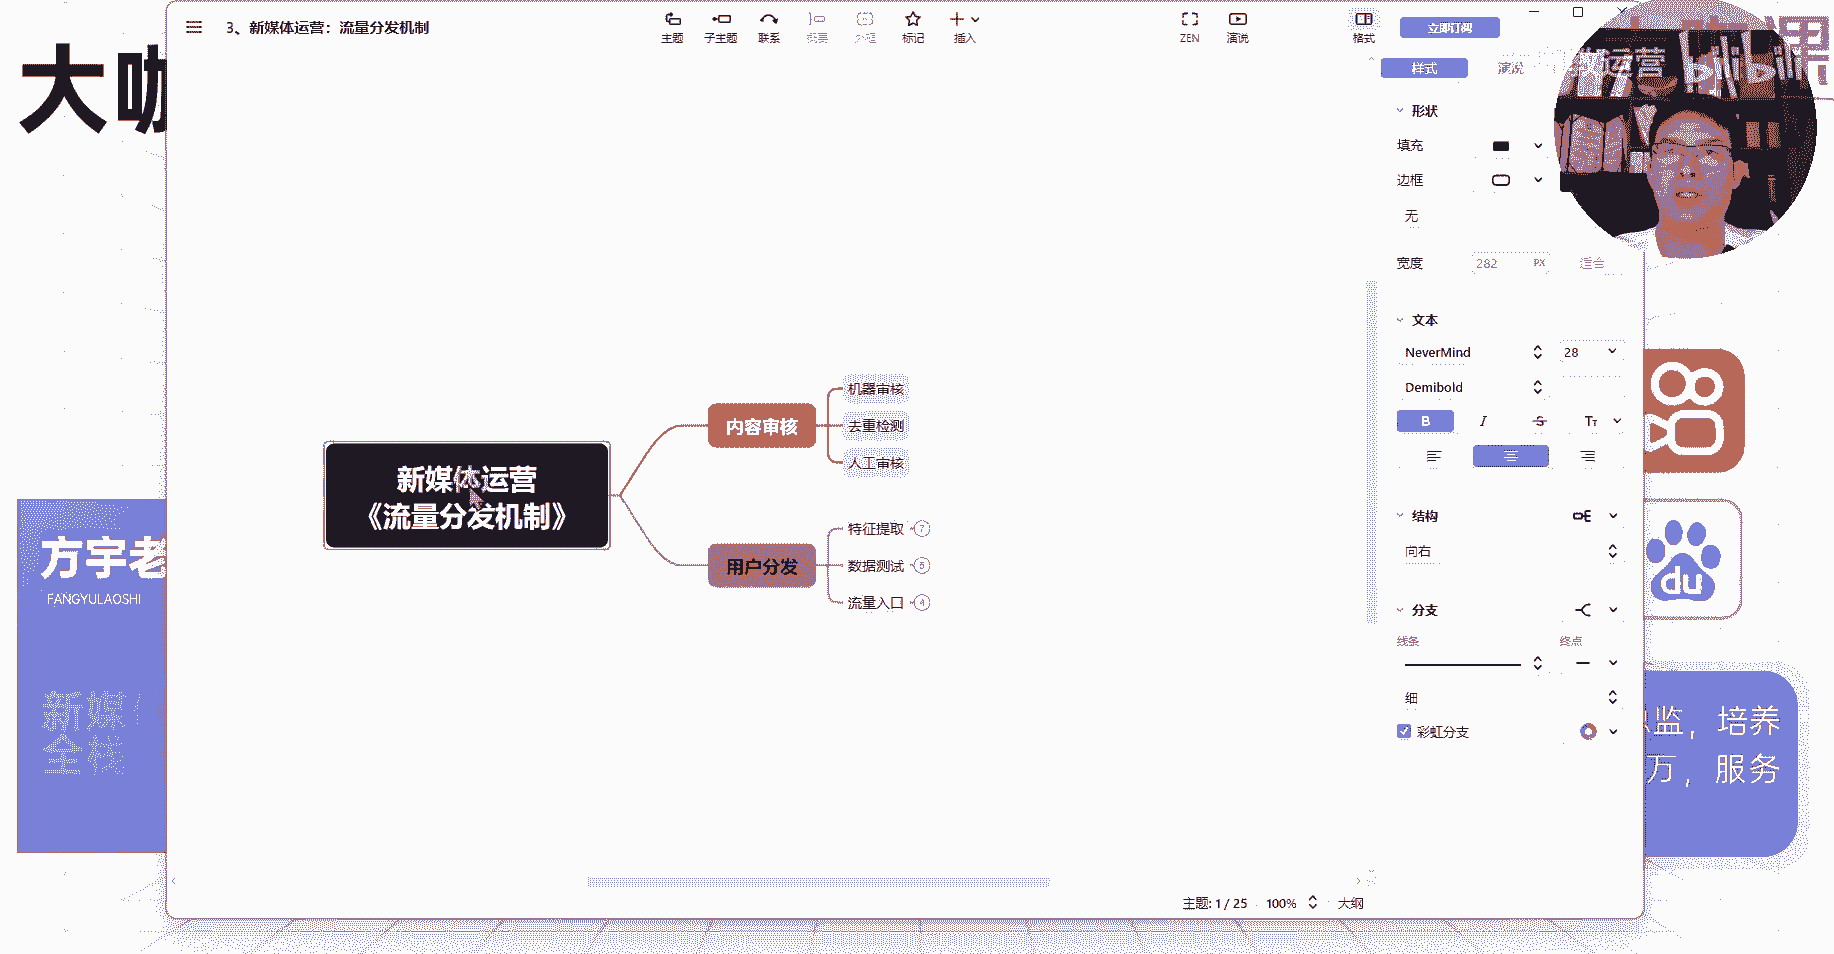 3、新媒体运营：流量分发机制
主题
子主题
联系
概要
外框
标记
插入
ZEN
演说
格式
立即订阅
大咖
样式
演说
运营
bilibili
果
形状
填充
边框
无
宽度
282
PX
适合
文本
NeverMind
28
Demibold
B
I
S
Tт
结构
向右
分支
线条
终点
细
彩虹分支
新媒体运营
《流量分发机制》
内容审核
机器审核
去重检测
人工审核
用户分发
特征提取
7
数据测试
5
流量入口
4
方宇老
FANGYULAOSHI
新媒
全栈
du
监，培养
万，服务
主题: 1 / 25
100%
大纲